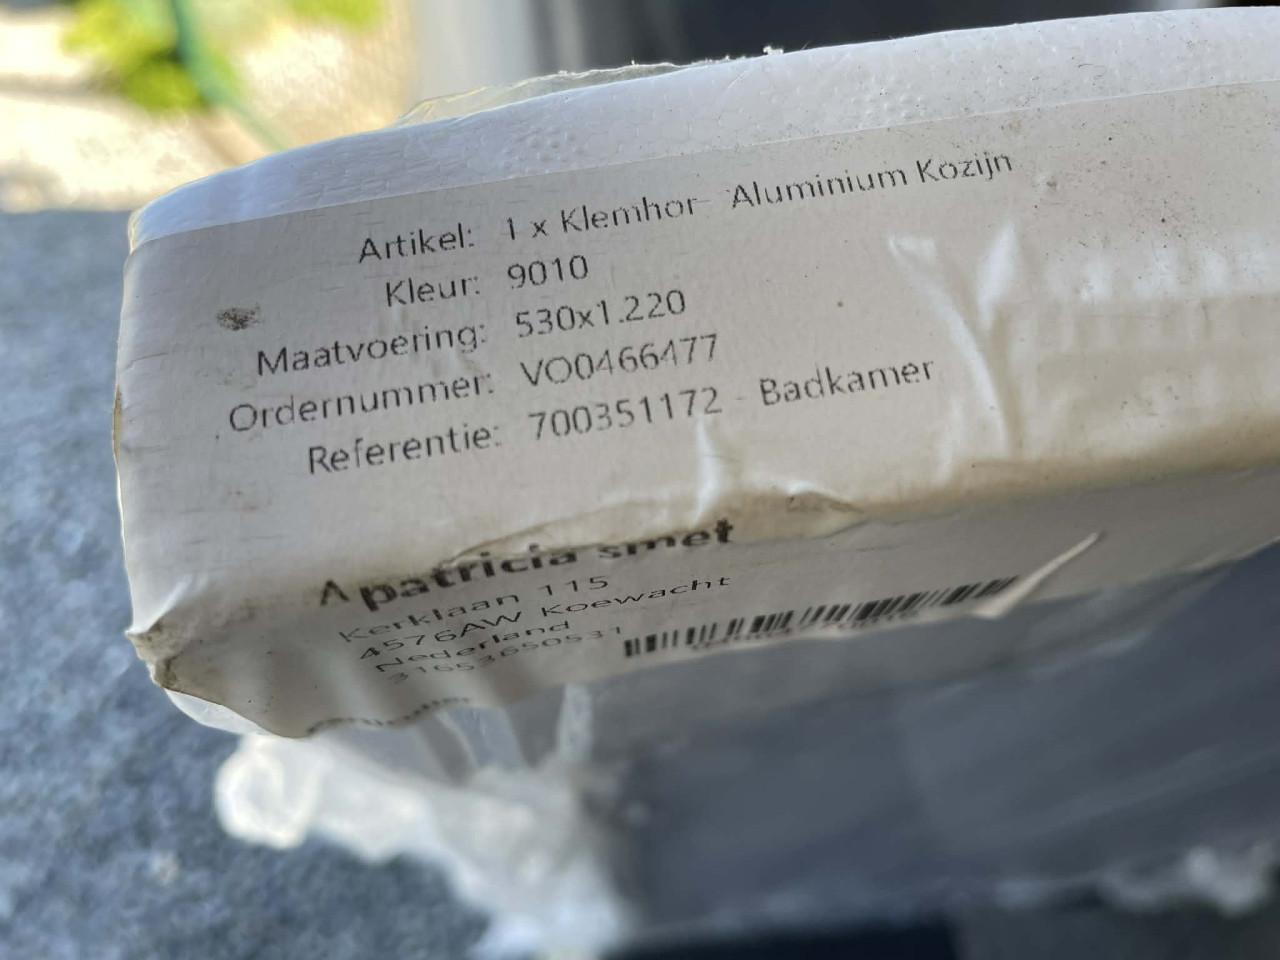 Artikel: 1 x Klemhor- Aluminium Kozijn
Kleur: 9010
Maatvoering: 530x1.220
Ordernummer: VO0466477
Referentie: 700351172 - Badkamer
A patricia smet
Kerklaan 115
4576AW Koewacht
Nederland
31653650531